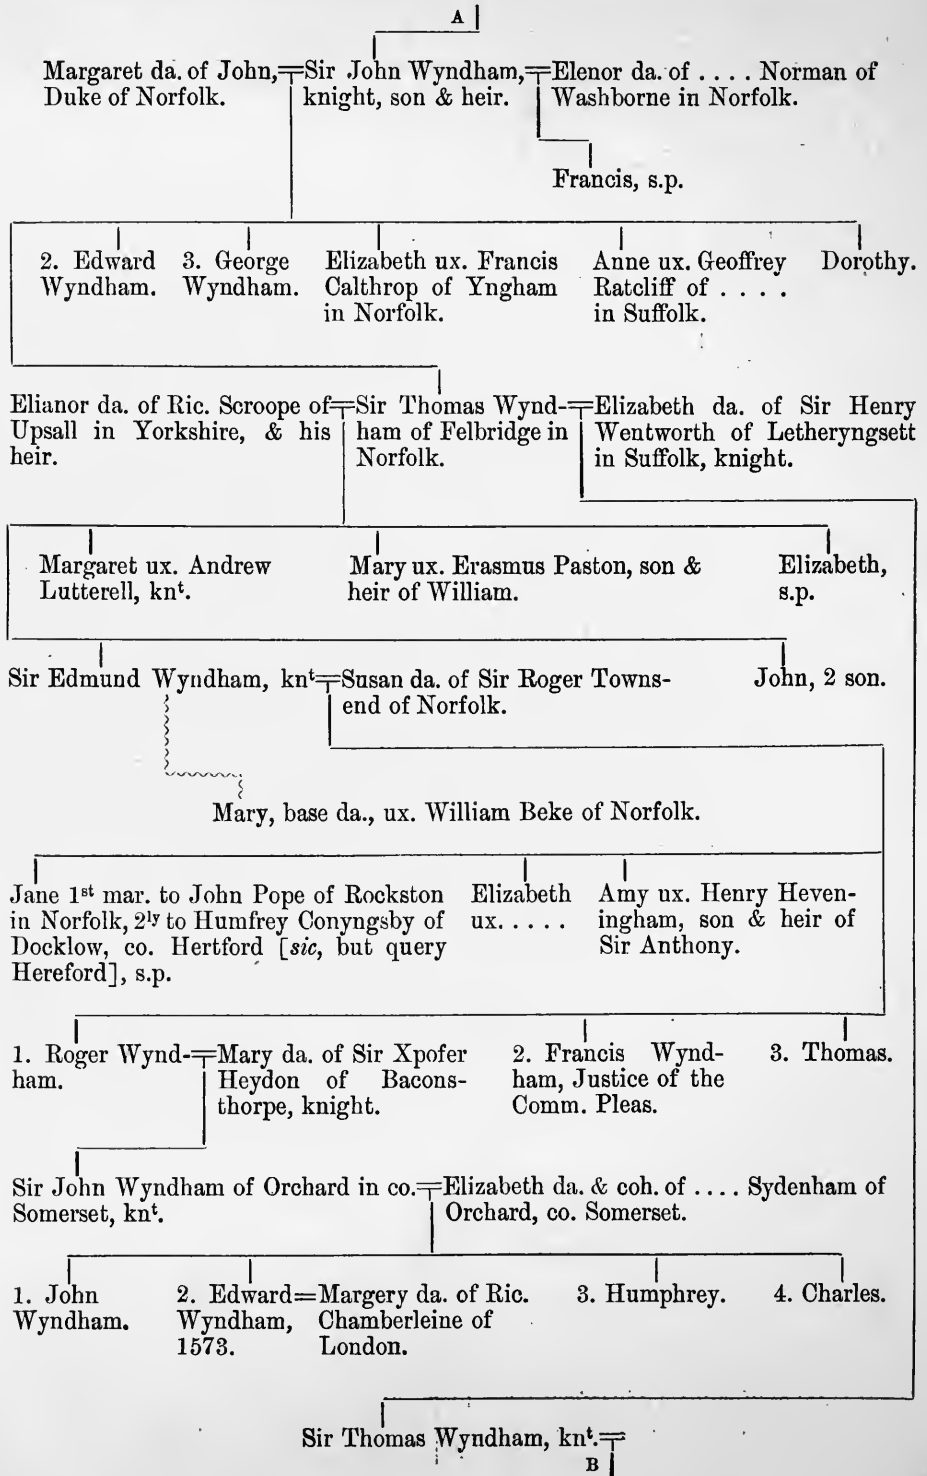 A
Margaret da. of John, Sir John Wyndham, Elenor da. of .... Norman of
Duke of Norfolk. knight, son & heir. Washborne in Norfolk.
Francis, s.p.
2. Edward 3. George Elizabeth ux. Francis Anne ux. Geoffrey Dorothy.
Wyndham. Wyndham. Calthrop of Yngham Ratcliff of ....
in Norfolk. in Suffolk.
Elianor da. of Ric. Scroope of Sir Thomas Wynd- Elizabeth da. of Sir Henry
Upsall in Yorkshire, & his ham of Felbridge in Wentworth of Letheryngsett
heir. Norfolk. in Suffolk, knight.
Margaret ux. Andrew Mary ux. Erasmus Paston, son & Elizabeth,
Lutterell, knᵗ. heir of William. s.p.
Sir Edmund Wyndham, knᵗ Susan da. of Sir Roger Towns- John, 2 son.
end of Norfolk.
Mary, base da., ux. William Beke of Norfolk.
Jane 1ˢᵗ mar. to John Pope of Rockston Elizabeth Amy ux. Henry Heven-
in Norfolk, 2ˡʸ to Humfrey Conyngsby of ux..... ingham, son & heir of
Docklow, co. Hertford [sic, but query Sir Anthony.
Hereford], s.p.
1. Roger Wynd- Mary da. of Sir Xpofer 2. Francis Wynd- 3. Thomas.
ham. Heydon of Bacons- ham, Justice of the
thorpe, knight. Comm. Pleas.
Sir John Wyndham of Orchard in co. Elizabeth da. & coh. of .... Sydenham of
Somerset, knᵗ. Orchard, co. Somerset.
1. John 2. Edward=Margery da. of Ric. 3. Humphrey. 4. Charles.
Wyndham. Wyndham, Chamberleine of
1573. London.
Sir Thomas Wyndham, knᵗ.
B